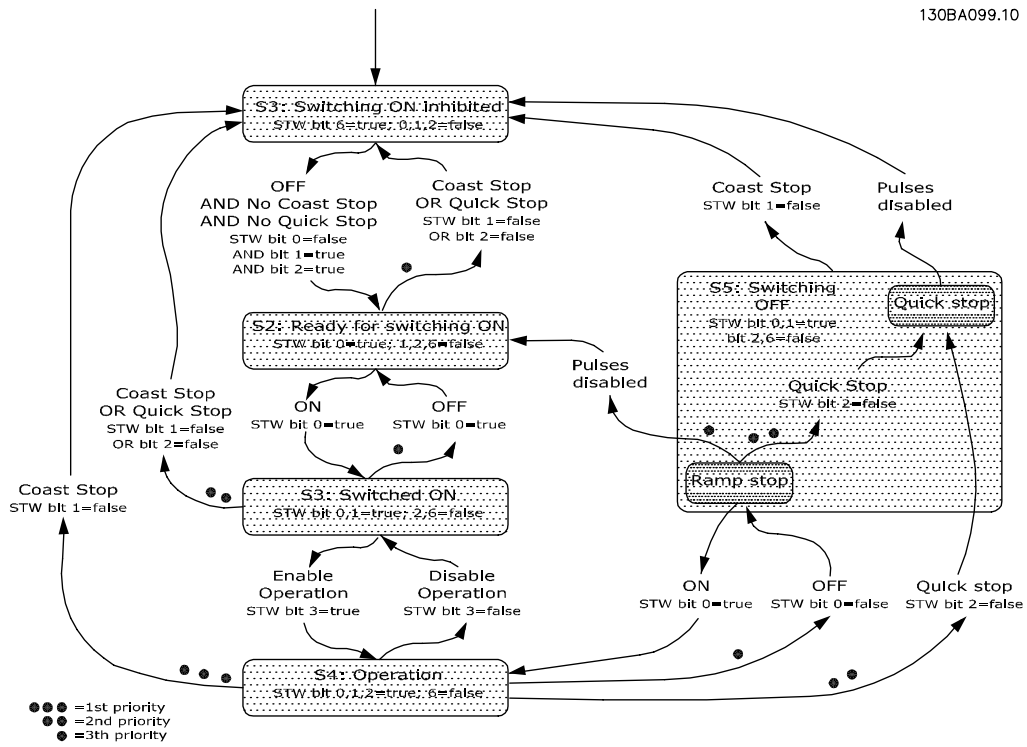 130BA099.10
S3: Switching ON Inhibited
STW bit 6=true; 0,1,2=false
OFF
AND No Coast Stop
AND No Quick Stop
STW bit 0=false
AND bit 1=true
AND bit 2=true
Coast Stop
OR Quick Stop
STW bit 1=false
OR bit 2=false
Coast Stop
STW bit 1=false
Pulses
disabled
S2: Ready for switching ON
STW bit 0=true; 1,2,6=false
S5: Switching
OFF
STW bit 0,1=true
bit 2,6=false
Quick stop
Pulses
disabled
Quick Stop
STW bit 2=false
Ramp stop
Coast Stop
OR Quick Stop
STW bit 1=false
OR bit 2=false
ON
STW bit 0=true
OFF
STW bit 0=true
S3: Switched ON
STW bit 0,1=true; 2,6=false
Coast Stop
STW bit 1=false
Enable
Operation
STW bit 3=true
Disable
Operation
STW bit 3=false
ON
STW bit 0=true
OFF
STW bit 0=false
Quick stop
STW bit 2=false
S4: Operation
STW bit 0,1,2=true; 6=false
=1st priority
=2nd priority
=3th priority